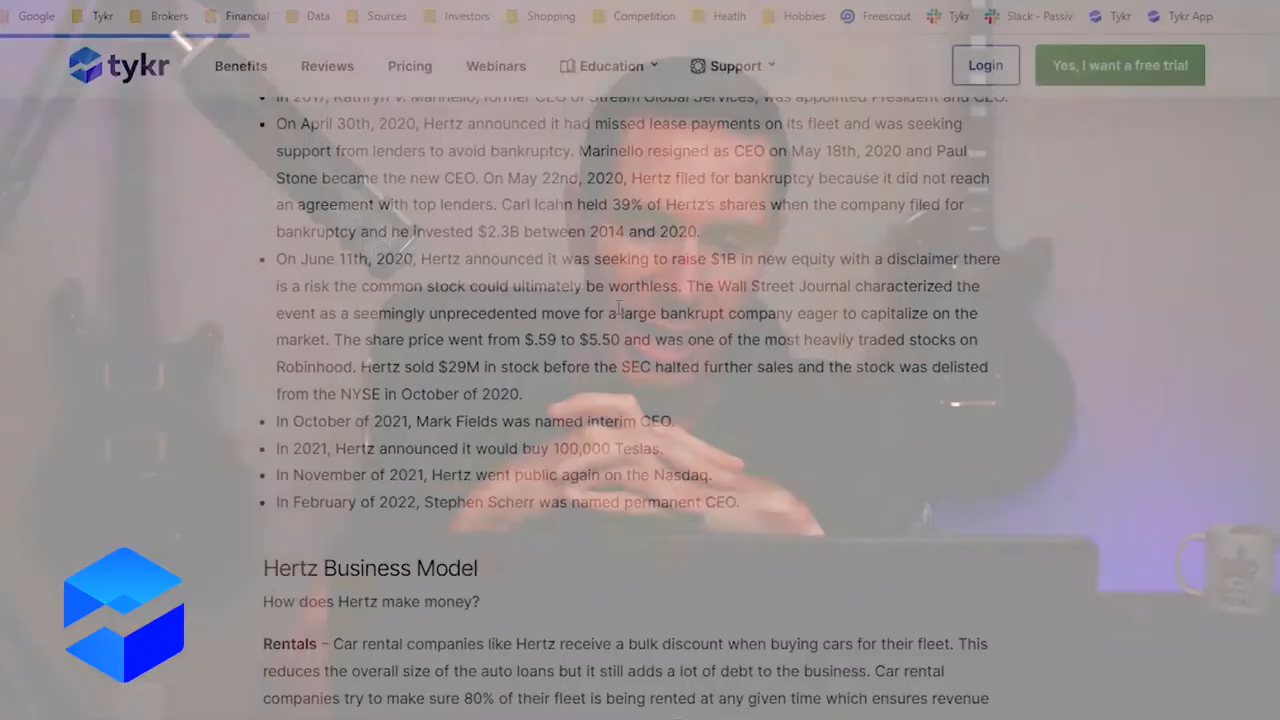 Google Tykr Brokers Financial Data Sources Investors Shopping Competition Heatlh Hobbies Freescout Tykr Slack - Passiv Tykr Tykr App
tykr Benefits Reviews Pricing Webinars Education Support Login Yes, I want a free trial
In 2017, Kathryn V. Marinello, former CEO of Stream Global Services, was appointed President and CEO.
On April 30th, 2020, Hertz announced it had missed lease payments on its fleet and was seeking
support from lenders to avoid bankruptcy. Marinello resigned as CEO on May 18th, 2020 and Paul
Stone became the new CEO. On May 22nd, 2020, Hertz filed for bankruptcy because it did not reach
an agreement with top lenders. Carl Icahn held 39% of Hertz's shares when the company filed for
bankruptcy and he invested $2.3B between 2014 and 2020.
On June 11th, 2020, Hertz announced it was seeking to raise $1B in new equity with a disclaimer there
is a risk the common stock could ultimately be worthless. The Wall Street Journal characterized the
event as a seemingly unprecedented move for a large bankrupt company eager to capitalize on the
market. The share price went from $.59 to $5.50 and was one of the most heavily traded stocks on
Robinhood. Hertz sold $29M in stock before the SEC halted further sales and the stock was delisted
from the NYSE in October of 2020.
In October of 2021, Mark Fields was named interim CEO.
In 2021, Hertz announced it would buy 100,000 Teslas.
In November of 2021, Hertz went public again on the Nasdaq.
In February of 2022, Stephen Scherr was named permanent CEO.
Hertz Business Model
How does Hertz make money?
Rentals – Car rental companies like Hertz receive a bulk discount when buying cars for their fleet. This
reduces the overall size of the auto loans but it still adds a lot of debt to the business. Car rental
companies try to make sure 80% of their fleet is being rented at any given time which ensures revenue